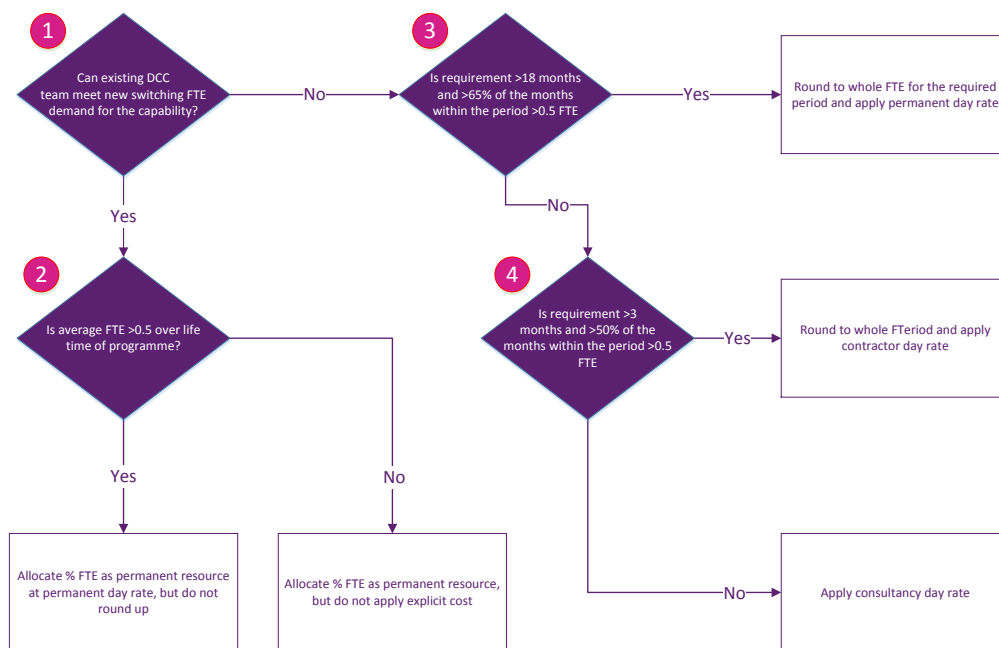 1
Can existing DCC
team meet new switching FTE
demand for the capability?
No
3
Is requirement >18 months
and >65% of the months
within the period >0.5 FTE
Yes
Round to whole FTE for the required
period and apply permanent day rate
Yes
No
2
Is average FTE >0.5 over life
time of programme?
4
Is requirement >3
months and >50% of the
months within the period >0.5
FTE
Yes
Round to whole FTeriod and apply
contractor day rate
Yes
No
Allocate % FTE as permanent resource
at permanent day rate, but do not
round up
Allocate % FTE as permanent resource,
but do not apply explicit cost
No
Apply consultancy day rate